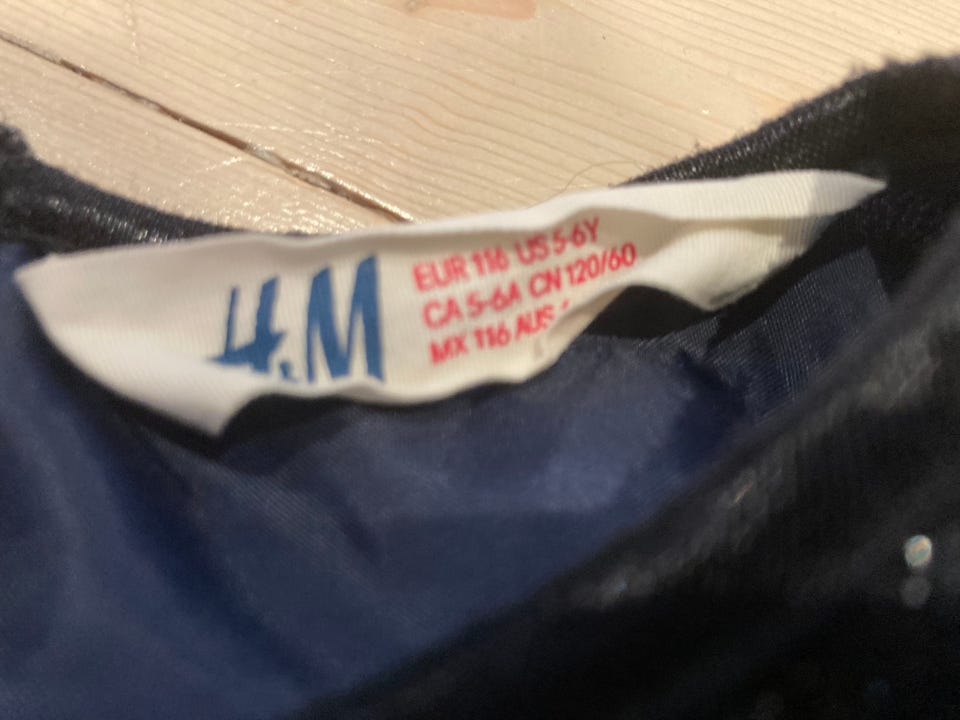 H&M
EUR 116 US 5-6Y
CA 5-6A CN 120/60
MX 116 AUS